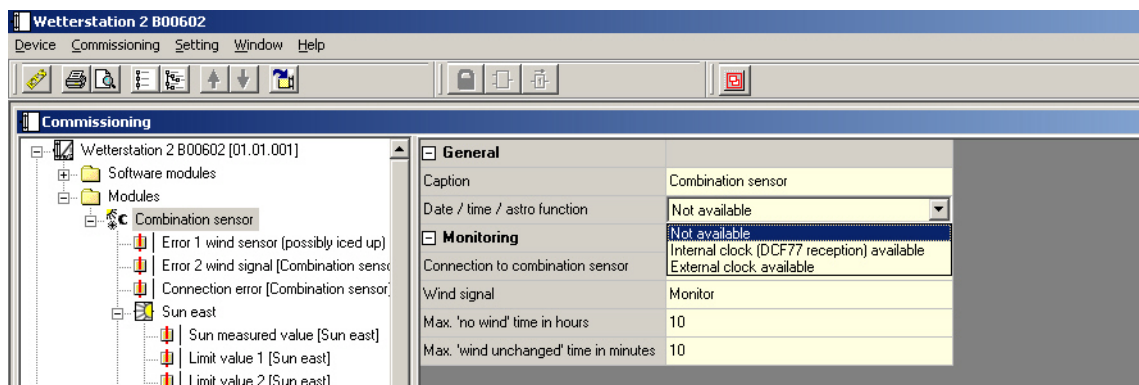 Wetterstation 2 B00602
Device Commissioning Setting Window Help
Commissioning
Wetterstation 2 B00602 [01.01.001]
Software modules
Modules
Combination sensor
Error 1 wind sensor (possibly iced up)
Error 2 wind signal [Combination sens
Connection error [Combination sensor
Sun east
Sun measured value [Sun east]
Limit value 1 [Sun east]
Limit value 2 [Sun east]
General
Caption Combination sensor
Date / time / astro function Not available
Not available
Internal clock (DCF77 reception) available
External clock available
Monitoring
Connection to combination sensor
Wind signal Monitor
Max. 'no wind' time in hours 10
Max. 'wind unchanged' time in minutes 10